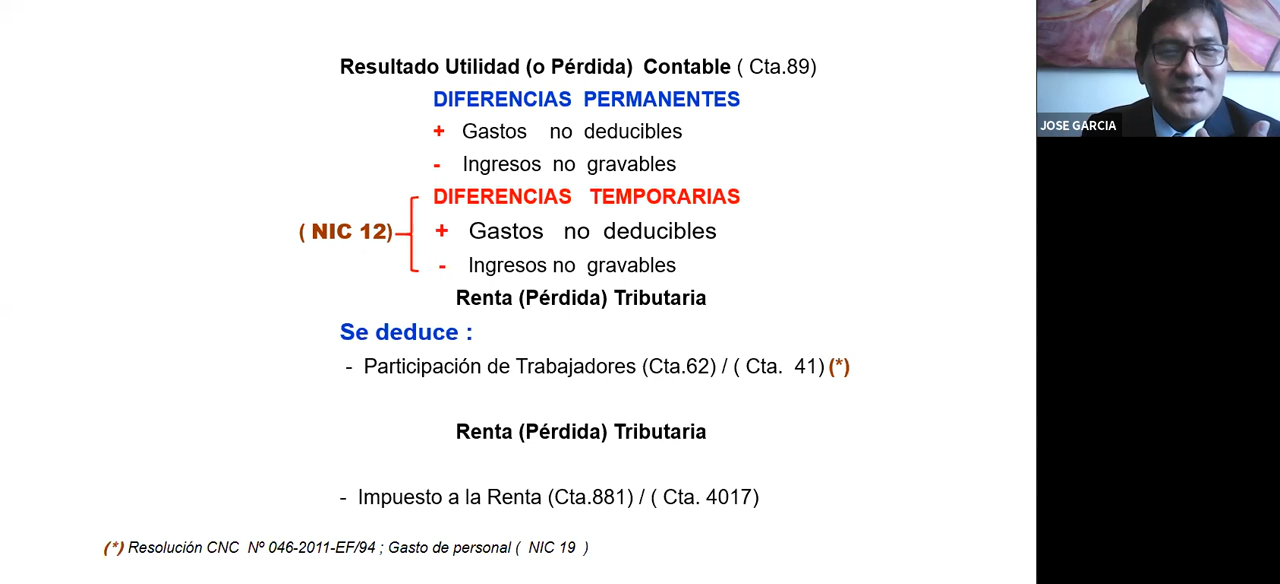 Resultado Utilidad (o Pérdida) Contable ( Cta.89)
DIFERENCIAS PERMANENTES
+ Gastos no deducibles
- Ingresos no gravables
DIFERENCIAS TEMPORARIAS
( NIC 12)
+ Gastos no deducibles
- Ingresos no gravables
Renta (Pérdida) Tributaria
Se deduce :
- Participación de Trabajadores (Cta.62) / ( Cta. 41) (*)
Renta (Pérdida) Tributaria
- Impuesto a la Renta (Cta.881) / ( Cta. 4017)
(*) Resolución CNC Nº 046-2011-EF/94 ; Gasto de personal ( NIC 19 )
JOSE GARCIA